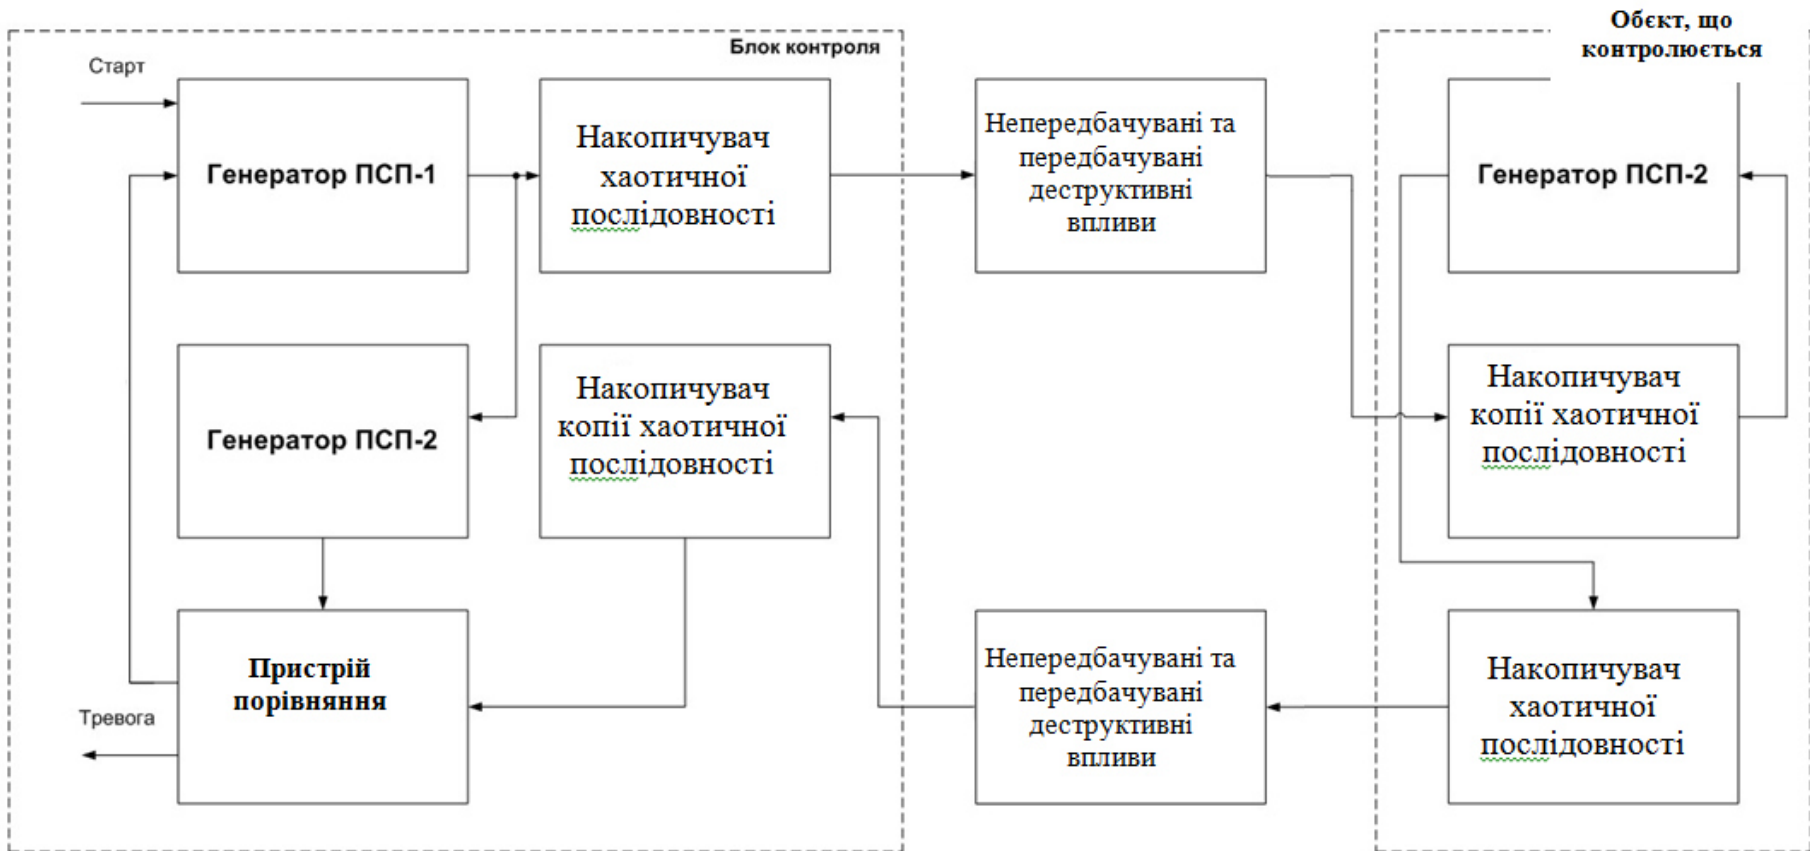 Обєкт, що
контролюється
Блок контроля
Старт
Генератор ПСП-1
Накопичувач
хаотичної
послідовності
Непередбачувані та
передбачувані
деструктивні
впливи
Генератор ПСП-2
Генератор ПСП-2
Накопичувач
копії хаотичної
послідовності
Накопичувач
копії хаотичної
послідовності
Пристрій
порівняння
Тревога
Непередбачувані та
передбачувані
деструктивні
впливи
Накопичувач
хаотичної
послідовності